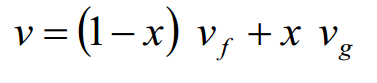 v = (1 − x) v_f + x v_g